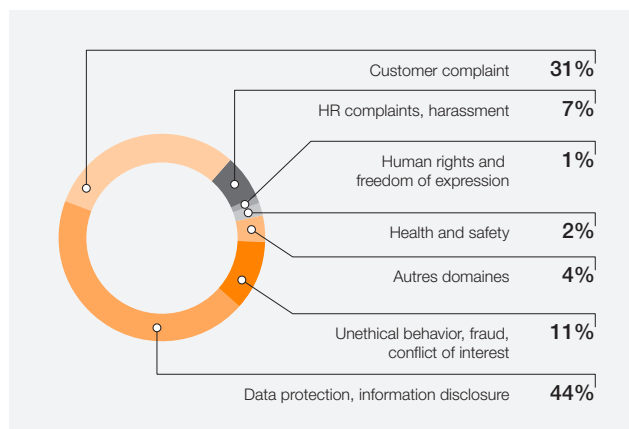 Customer complaint 31%
HR complaints, harassment 7%
Human rights and 1%
freedom of expression
Health and safety 2%
Autres domaines 4%
Unethical behavior, fraud, 11%
conflict of interest
Data protection, information disclosure 44%